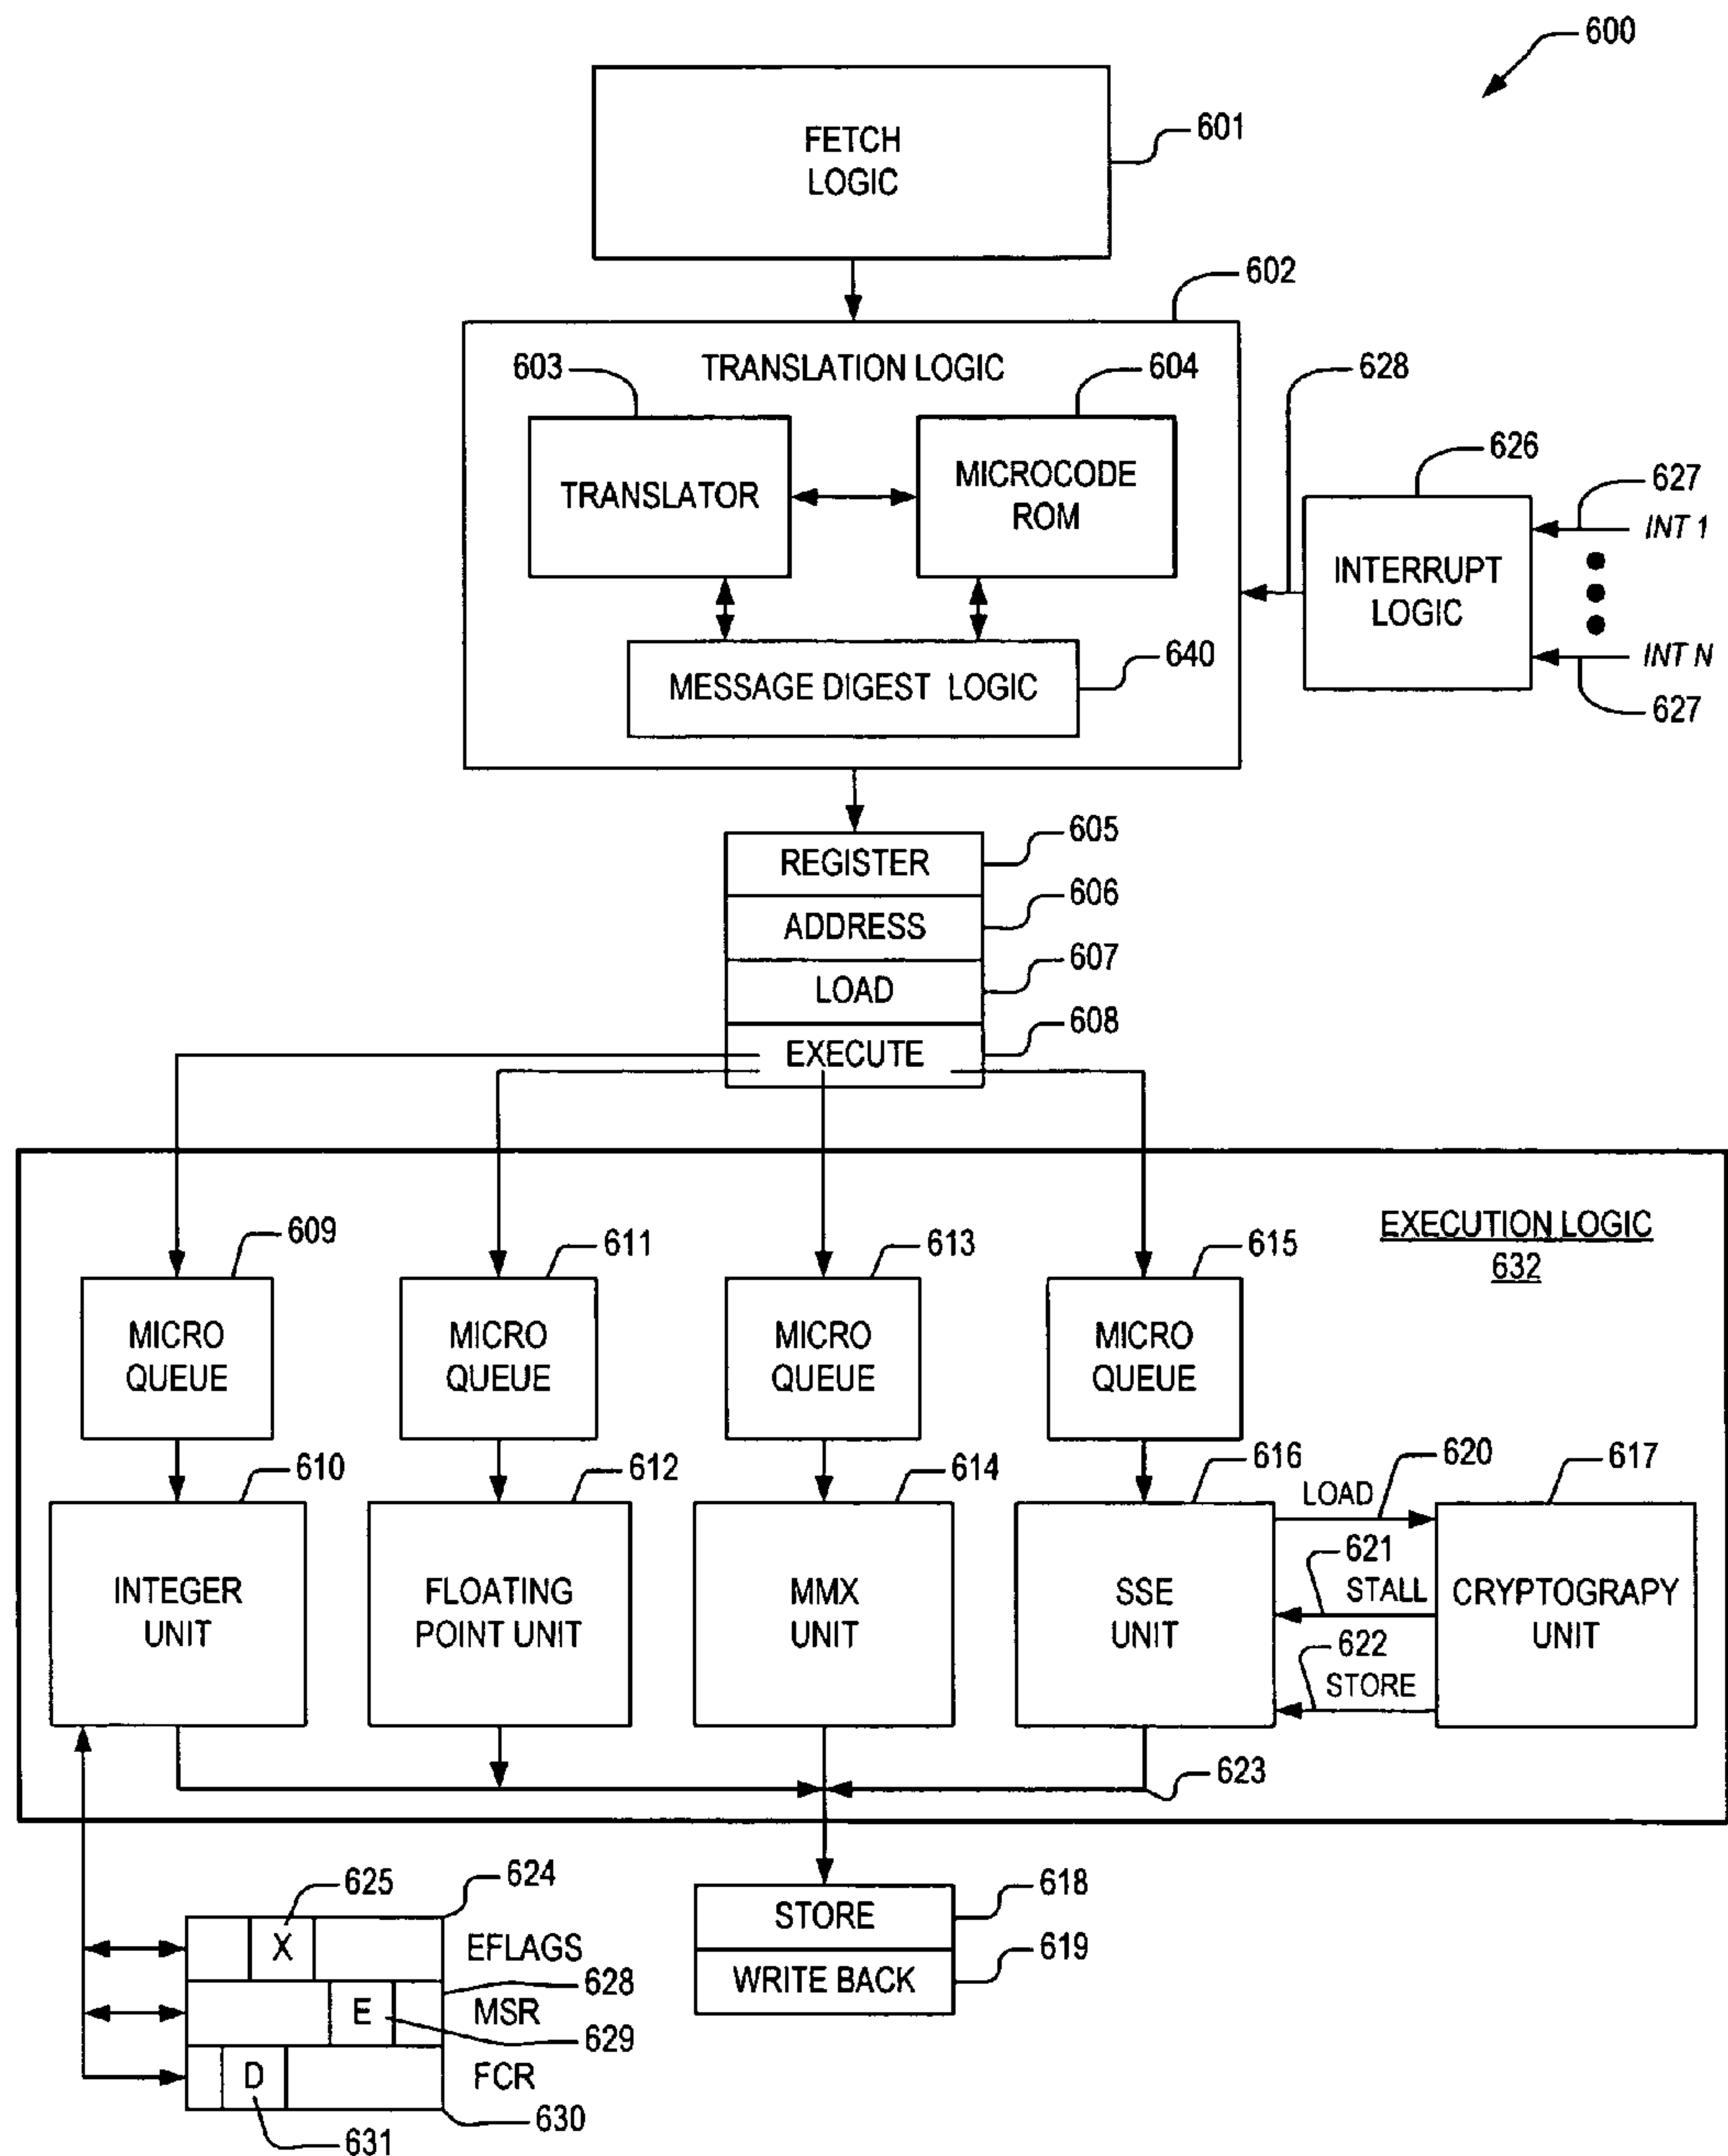 600
FETCH
LOGIC
601
602
TRANSLATION LOGIC
603
604
628
TRANSLATOR
MICROCODE
ROM
626
627
INT 1
INTERRUPT
LOGIC
INT N
627
MESSAGE DIGEST LOGIC
640
REGISTER
605
ADDRESS
606
LOAD
607
EXECUTE
608
EXECUTION LOGIC
632
609
611
613
615
MICRO
QUEUE
MICRO
QUEUE
MICRO
QUEUE
MICRO
QUEUE
610
612
614
616
620
617
LOAD
621
STALL
622
STORE
INTEGER
UNIT
FLOATING
POINT UNIT
MMX
UNIT
SSE
UNIT
CRYPTOGRAPY
UNIT
623
625
624
X
EFLAGS
628
E
MSR
629
D
FCR
630
631
STORE
618
WRITE BACK
619